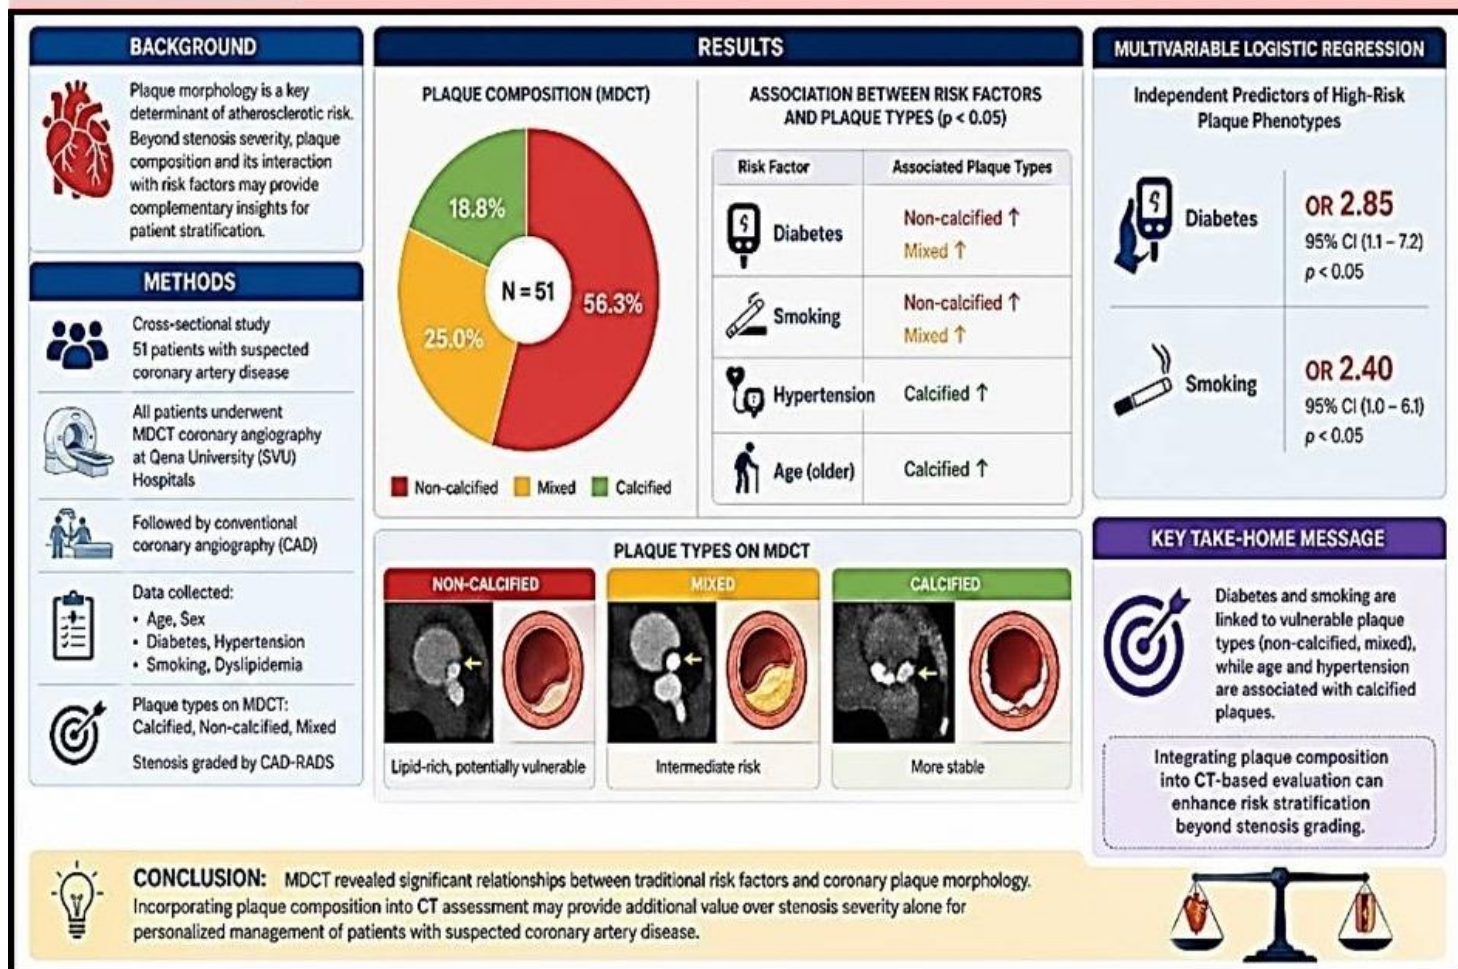 BACKGROUND
Plaque morphology is a key
determinant of atherosclerotic risk.
Beyond stenosis severity, plaque
composition and its interaction
with risk factors may provide
complementary insights for
patient stratification.
METHODS
Cross-sectional study
51 patients with suspected
coronary artery disease
All patients underwent
MDCT coronary angiography
at Qena University (SVU)
Hospitals
Followed by conventional
coronary angiography (CAD)
Data collected:
• Age, Sex
• Diabetes, Hypertension
• Smoking, Dyslipidemia
Plaque types on MDCT:
Calcified, Non-calcified, Mixed
Stenosis graded by CAD-RADS
RESULTS
PLAQUE COMPOSITION (MDCT)
18.8%
N = 51
56.3%
25.0%
Non-calcified Mixed Calcified
ASSOCIATION BETWEEN RISK FACTORS
AND PLAQUE TYPES (p < 0.05)
Risk Factor Associated Plaque Types
Diabetes
Non-calcified ↑
Mixed ↑
Smoking
Non-calcified ↑
Mixed ↑
Hypertension Calcified ↑
Age (older) Calcified ↑
PLAQUE TYPES ON MDCT
NON-CALCIFIED
Lipid-rich, potentially vulnerable
MIXED
Intermediate risk
CALCIFIED
More stable
MULTIVARIABLE LOGISTIC REGRESSION
Independent Predictors of High-Risk
Plaque Phenotypes
Diabetes
OR 2.85
95% CI (1.1 – 7.2)
p < 0.05
Smoking
OR 2.40
95% CI (1.0 – 6.1)
p < 0.05
KEY TAKE-HOME MESSAGE
Diabetes and smoking are
linked to vulnerable plaque
types (non-calcified, mixed),
while age and hypertension
are associated with calcified
plaques.
Integrating plaque composition
into CT-based evaluation can
enhance risk stratification
beyond stenosis grading.
CONCLUSION: MDCT revealed significant relationships between traditional risk factors and coronary plaque morphology.
Incorporating plaque composition into CT assessment may provide additional value over stenosis severity alone for
personalized management of patients with suspected coronary artery disease.